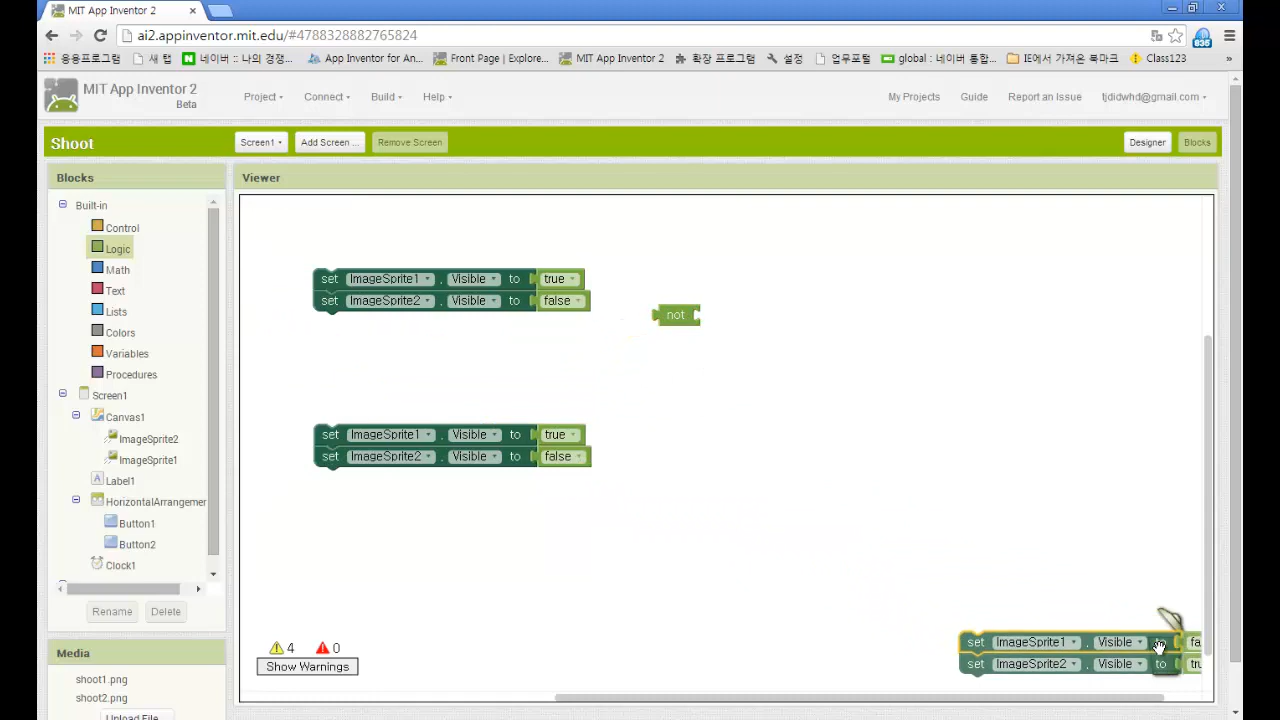 MIT App Inventor 2
ai2.appinventor.mit.edu/#4788328882765824
835
응용프로그램 새 탭 네이버 :: 나의 경쟁... App Inventor for An... Front Page | Explore... MIT App Inventor 2 확장 프로그램 설정 업무포털 global : 네이버 통합... IE에서 가져온 북마크 Class123 »
MIT App Inventor 2
Beta
Project Connect Build Help My Projects Guide Report an Issue tjdidwhd@gmail.com
Shoot Screen1 Add Screen ... Remove Screen Designer Blocks
Blocks
Viewer
Built-in
Control
Logic
Math
Text
Lists
Colors
Variables
Procedures
Screen1
Canvas1
ImageSprite2
ImageSprite1
Label1
HorizontalArrangemer
Button1
Button2
Clock1
Rename Delete
Media
shoot1.png
shoot2.png
Upload File ...
set ImageSprite1 . Visible to true
set ImageSprite2 . Visible to false
not
set ImageSprite1 . Visible to true
set ImageSprite2 . Visible to false
set ImageSprite1 . Visible to fa
set ImageSprite2 . Visible to tru
4 0
Show Warnings